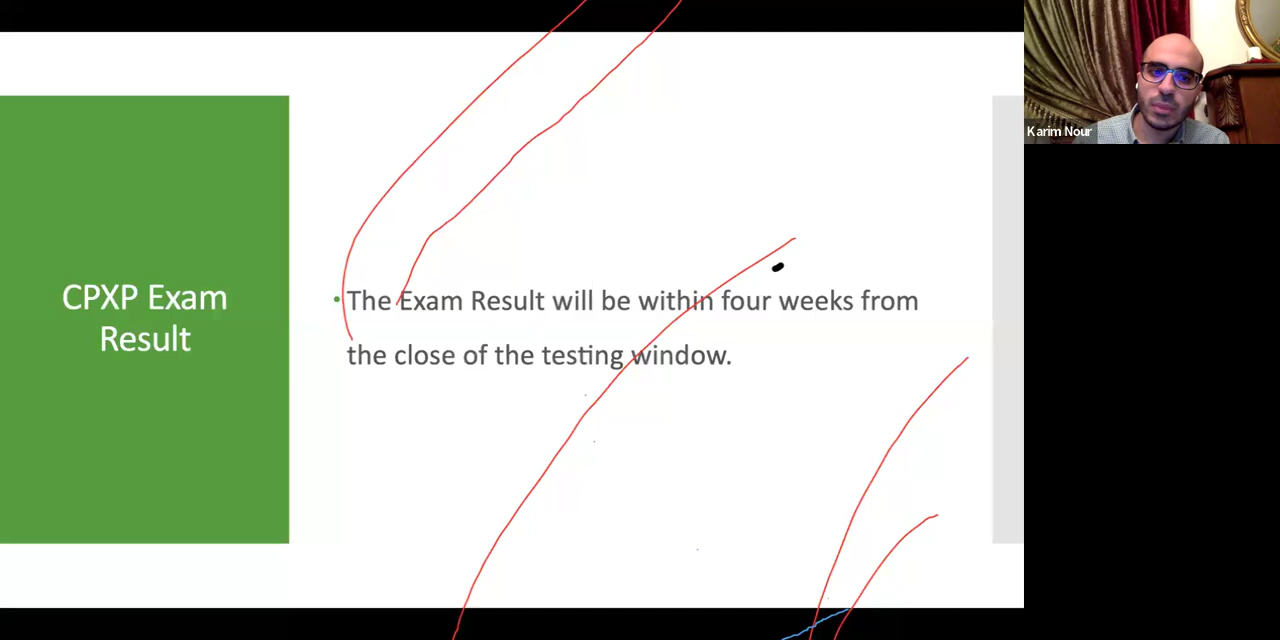 CPXP Exam
Result
• The Exam Result will be within four weeks from
the close of the testing window.
Karim Nour